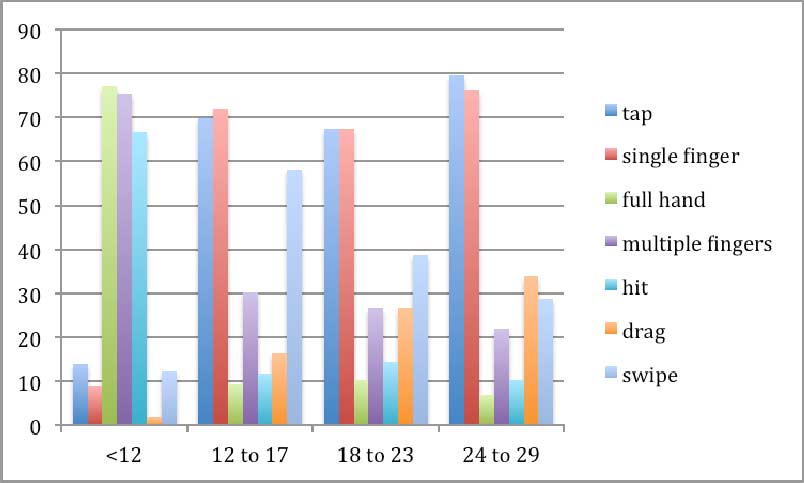 90
80
70
60
50
40
30
20
10
0
<12 12 to 17 18 to 23 24 to 29
tap
single finger
full hand
multiple fingers
hit
drag
swipe